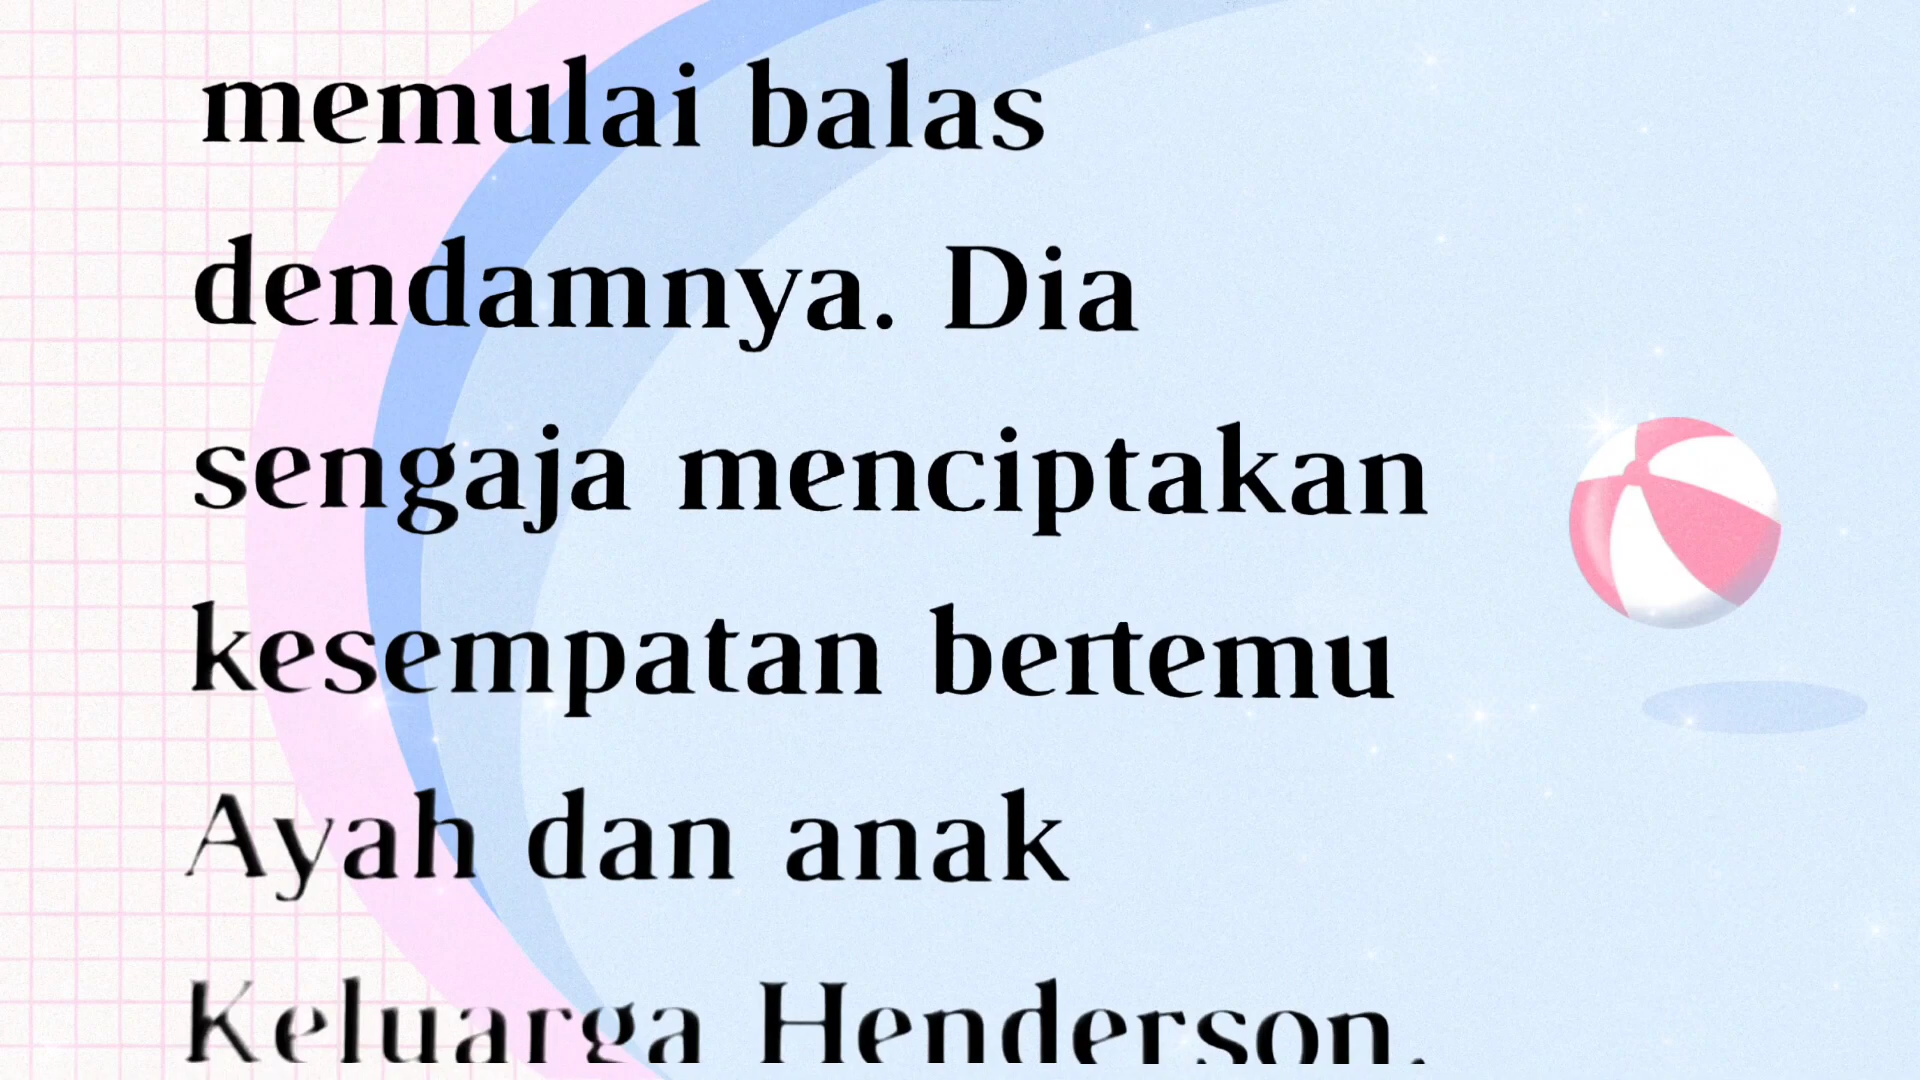 memulai balas
dendamnya. Dia
sengaja menciptakan
kesempatan bertemu
Ayah dan anak
Keluarga Henderson.